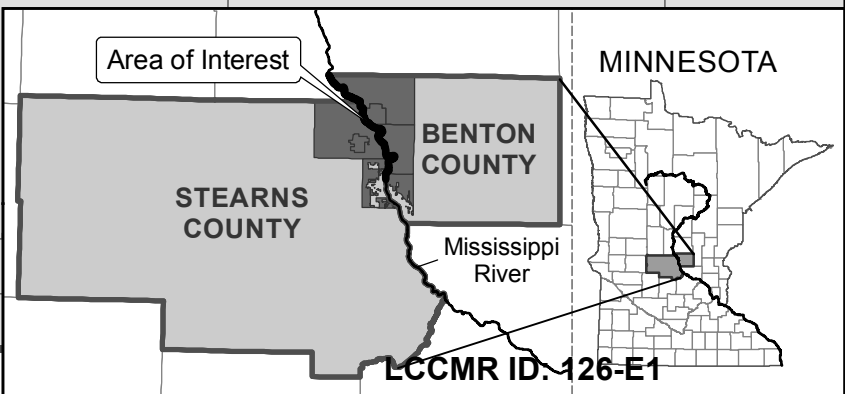 Area of Interest
MINNESOTA
BENTON
COUNTY
STEARNS
COUNTY
Mississippi
River
LCCMR ID: 126-E1